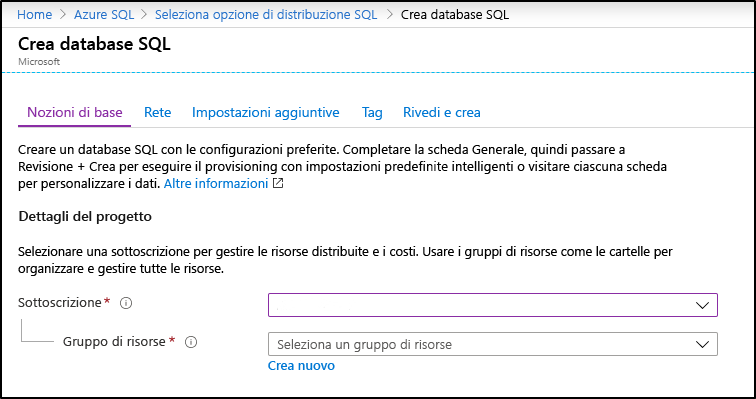 Home > Azure SQL > Seleziona opzione di distribuzione SQL > Crea database SQL
Crea database SQL
Microsoft
Nozioni di base Rete Impostazioni aggiuntive Tag Rivedi e crea
Creare un database SQL con le configurazioni preferite. Completare la scheda Generale, quindi passare a
Revisione + Crea per eseguire il provisioning con impostazioni predefinite intelligenti o visitare ciascuna scheda
per personalizzare i dati. Altre informazioni
Dettagli del progetto
Selezionare una sottoscrizione per gestire le risorse distribuite e i costi. Usare i gruppi di risorse come le cartelle per
organizzare e gestire tutte le risorse.
Sottoscrizione *
Gruppo di risorse * Seleziona un gruppo di risorse
Crea nuovo